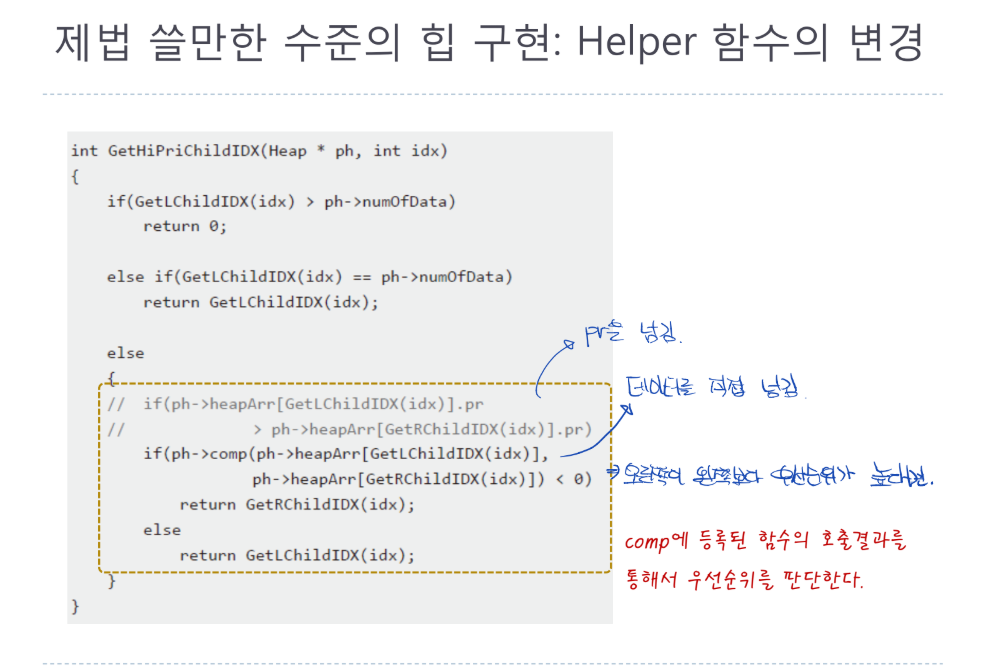 제법 쓸만한 수준의 힙 구현: Helper 함수의 변경
int GetHiPriChildIDX(Heap * ph, int idx)
{
if(GetLChildIDX(idx) > ph->numOfData)
return 0;
else if(GetLChildIDX(idx) == ph->numOfData)
return GetLChildIDX(idx);
else
{
// if(ph->heapArr[GetLChildIDX(idx)].pr
// > ph->heapArr[GetRChildIDX(idx)].pr)
if(ph->comp(ph->heapArr[GetLChildIDX(idx)],
ph->heapArr[GetRChildIDX(idx)]) < 0)
return GetRChildIDX(idx);
else
return GetLChildIDX(idx);
}
}
pr을 넘김.
데이터를 직접 넘김.
⇒ 오른쪽이 왼쪽보다 우선순위가 높다면.
comp에 등록된 함수의 호출결과를
통해서 우선순위를 판단한다.